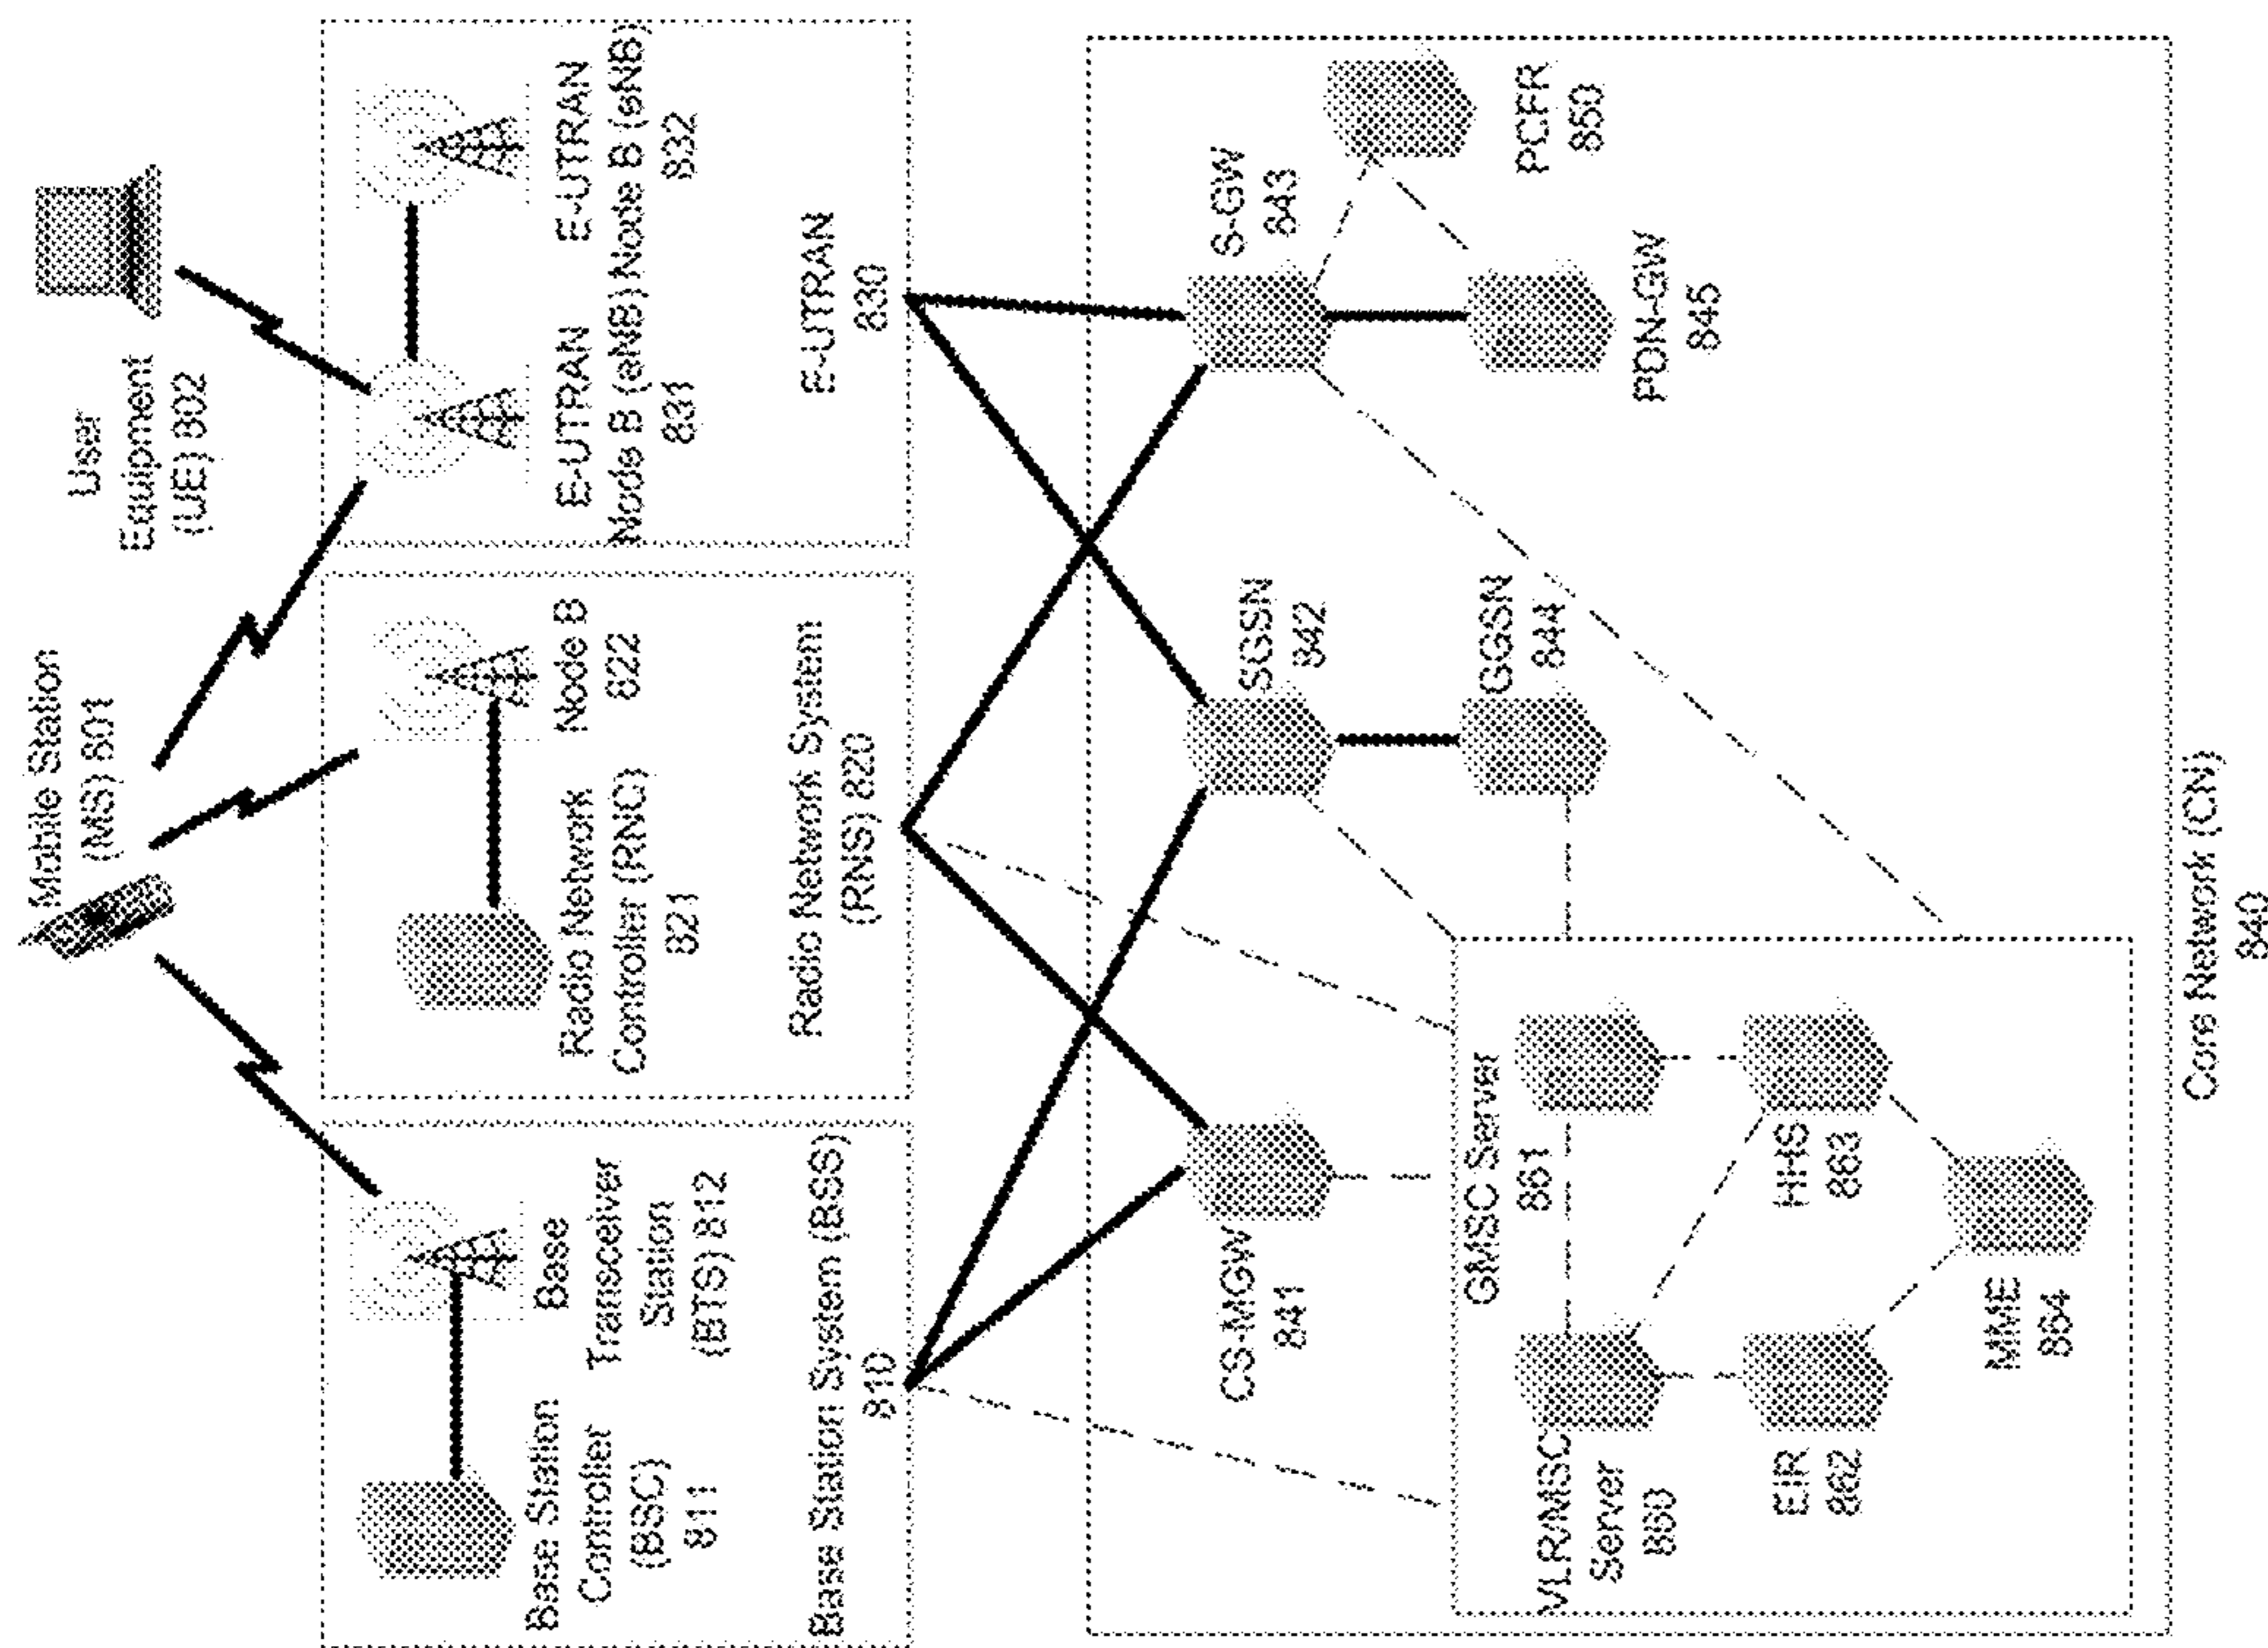 Mobile Station
(MS) 801
User
Equipment
(UE) 802
Base Station
Controller
(BSC)
811
Base
Transceiver
Station
(BTS) 812
Base Station System (BSS)
810
Radio Network
Controller (RNC)
821
Node B
822
Radio Network System
(RNS) 820
E-UTRAN
Node B (eNB)
831
E-UTRAN
Node B (eNB)
832
E-UTRAN
830
CS-MGW
841
SGSN
842
S-GW
843
GGSN
844
PDN-GW
845
PCFR
850
VLR/MSC
Server
860
GMSC Server
861
EIR
862
HHS
863
MME
864
Core Network (CN)
840